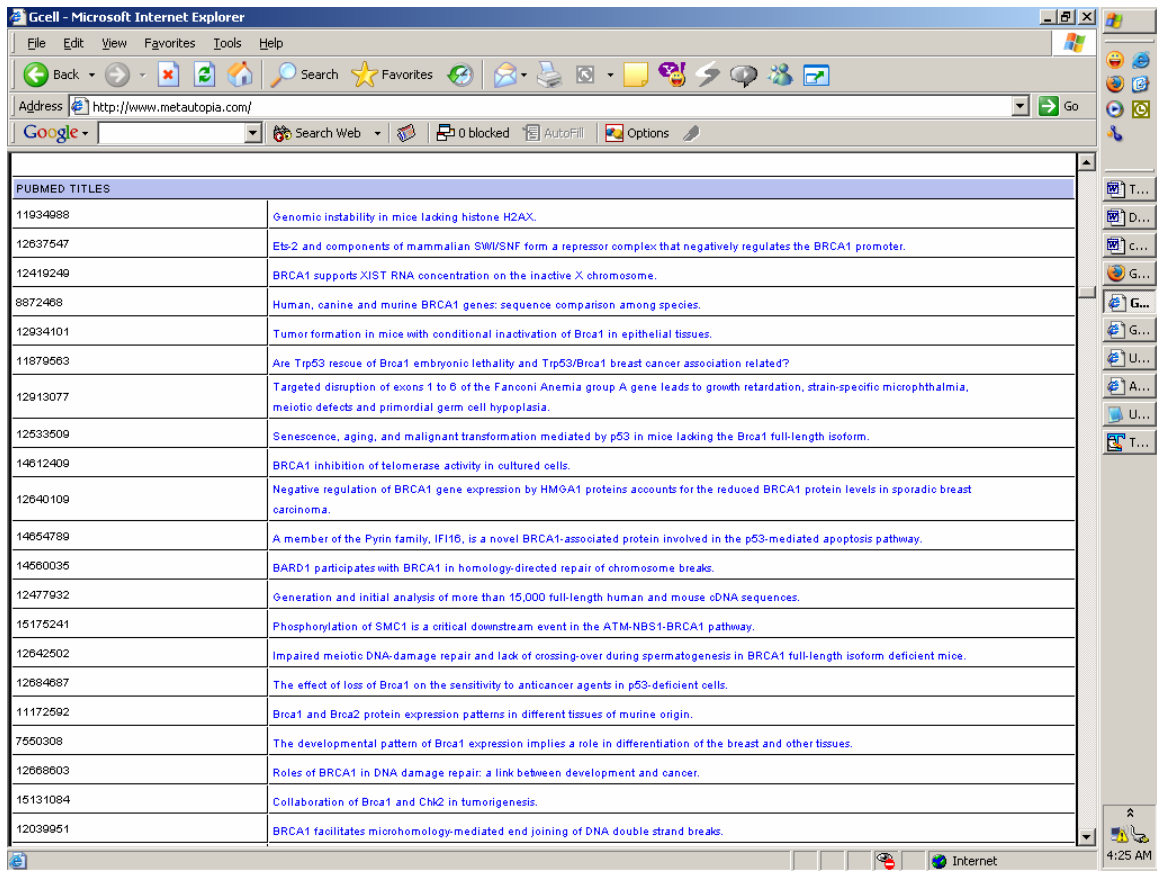 Gcell - Microsoft Internet Explorer
File Edit View Favorites Tools Help
Back Search Favorites
Address http://www.metautopia.com/ Go
Google Search Web 0 blocked AutoFill Options
PUBMED TITLES
11934988 Genomic instability in mice lacking histone H2AX.
12637547 Ets-2 and components of mammalian SWI/SNF form a repressor complex that negatively regulates the BRCA1 promoter.
12419249 BRCA1 supports XIST RNA concentration on the inactive X chromosome.
8872468 Human, canine and murine BRCA1 genes: sequence comparison among species.
12934101 Tumor formation in mice with conditional inactivation of Brca1 in epithelial tissues.
11879563 Are Trp53 rescue of Brca1 embryonic lethality and Trp53/Brca1 breast cancer association related?
12913077 Targeted disruption of exons 1 to 6 of the Fanconi Anemia group A gene leads to growth retardation, strain-specific microphthalmia,
meiotic defects and primordial germ cell hypoplasia.
12533509 Senescence, aging, and malignant transformation mediated by p53 in mice lacking the Brca1 full-length isoform.
14612409 BRCA1 inhibition of telomerase activity in cultured cells.
12640109 Negative regulation of BRCA1 gene expression by HMGA1 proteins accounts for the reduced BRCA1 protein levels in sporadic breast
carcinoma.
14654789 A member of the Pyrin family, IFI16, is a novel BRCA1-associated protein involved in the p53-mediated apoptosis pathway.
14560035 BARD1 participates with BRCA1 in homology-directed repair of chromosome breaks.
12477932 Generation and initial analysis of more than 15,000 full-length human and mouse cDNA sequences.
15175241 Phosphorylation of SMC1 is a critical downstream event in the ATM-NBS1-BRCA1 pathway.
12642502 Impaired meiotic DNA-damage repair and lack of crossing-over during spermatogenesis in BRCA1 full-length isoform deficient mice.
12684687 The effect of loss of Brca1 on the sensitivity to anticancer agents in p53-deficient cells.
11172592 Brca1 and Brca2 protein expression patterns in different tissues of murine origin.
7550308 The developmental pattern of Brca1 expression implies a role in differentiation of the breast and other tissues.
12668603 Roles of BRCA1 in DNA damage repair: a link between development and cancer.
15131084 Collaboration of Brca1 and Chk2 in tumorigenesis.
12039951 BRCA1 facilitates microhomology-mediated end joining of DNA double strand breaks.
Internet
T...
D...
c...
G...
G...
G...
U...
A...
U...
T...
4:25 AM